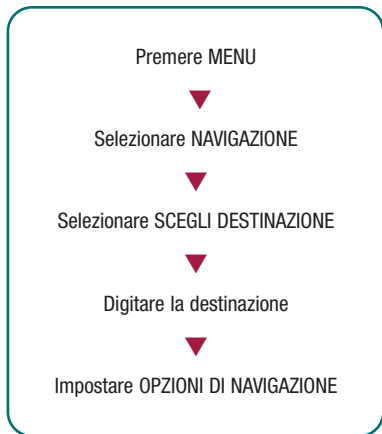 Premere MENU
Selezionare NAVIGAZIONE
Selezionare SCEGLI DESTINAZIONE
Digitare la destinazione
Impostare OPZIONI DI NAVIGAZIONE